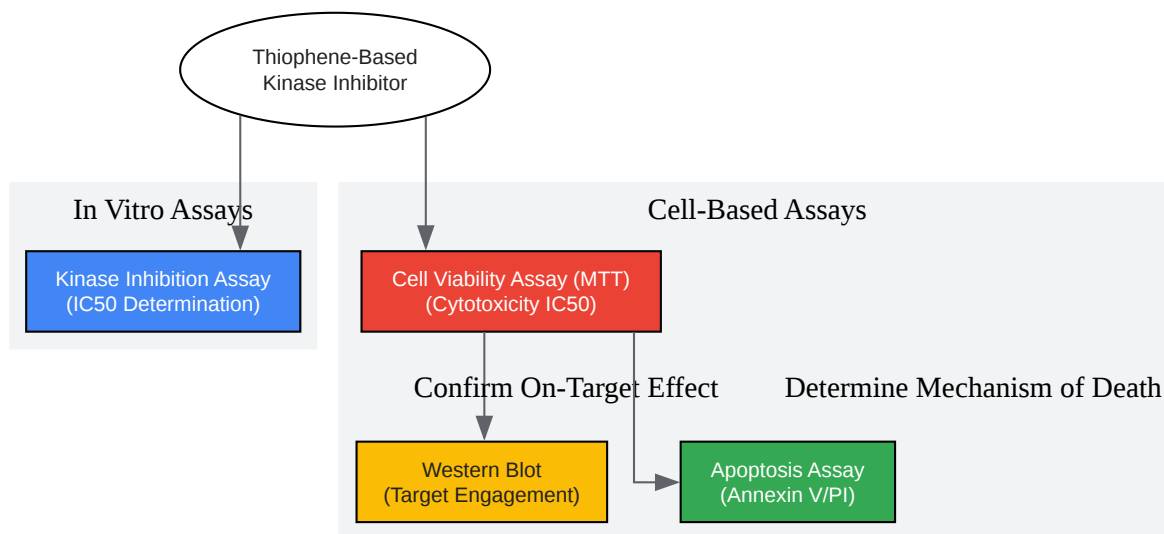 Thiophene-Based
Kinase Inhibitor
In Vitro Assays
Cell-Based Assays
Kinase Inhibition Assay
(IC50 Determination)
Cell Viability Assay (MTT)
(Cytotoxicity IC50)
Confirm On-Target Effect
Determine Mechanism of Death
Western Blot
(Target Engagement)
Apoptosis Assay
(Annexin V/PI)